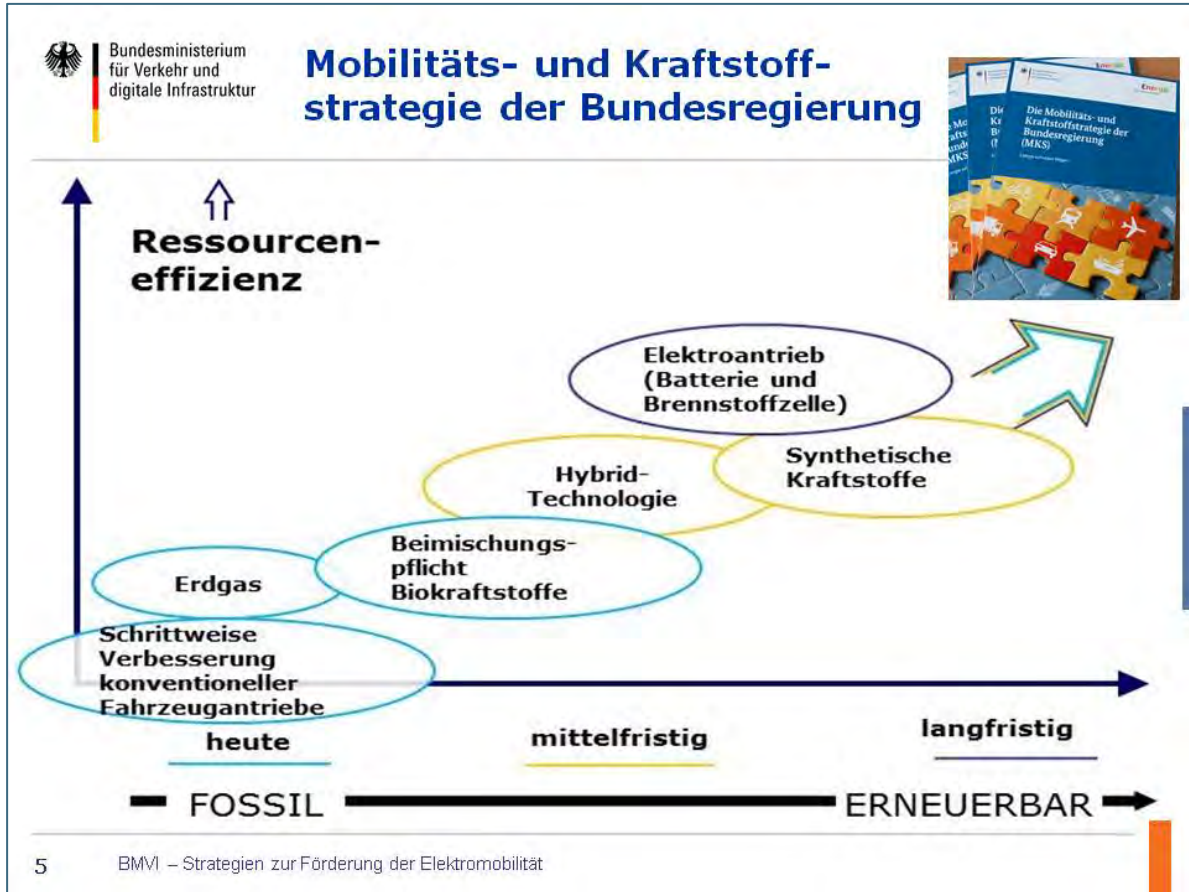 Bundesministerium
für Verkehr und
digitale Infrastruktur
Mobilitäts- und Kraftstoff-
strategie der Bundesregierung
Die Mobilitäts- und
Kraftstoffstrategie der
Bundesregierung
(MKS)
Ressourcen-
effizienz
Elektroantrieb
(Batterie und
Brennstoffzelle)
Synthetische
Kraftstoffe
Hybrid-
Technologie
Beimischungs-
pflicht
Biokraftstoffe
Erdgas
Schrittweise
Verbesserung
konventioneller
Fahrzeugantriebe
heute
mittelfristig
langfristig
FOSSIL
ERNEUERBAR
5
BMVI – Strategien zur Förderung der Elektromobilität